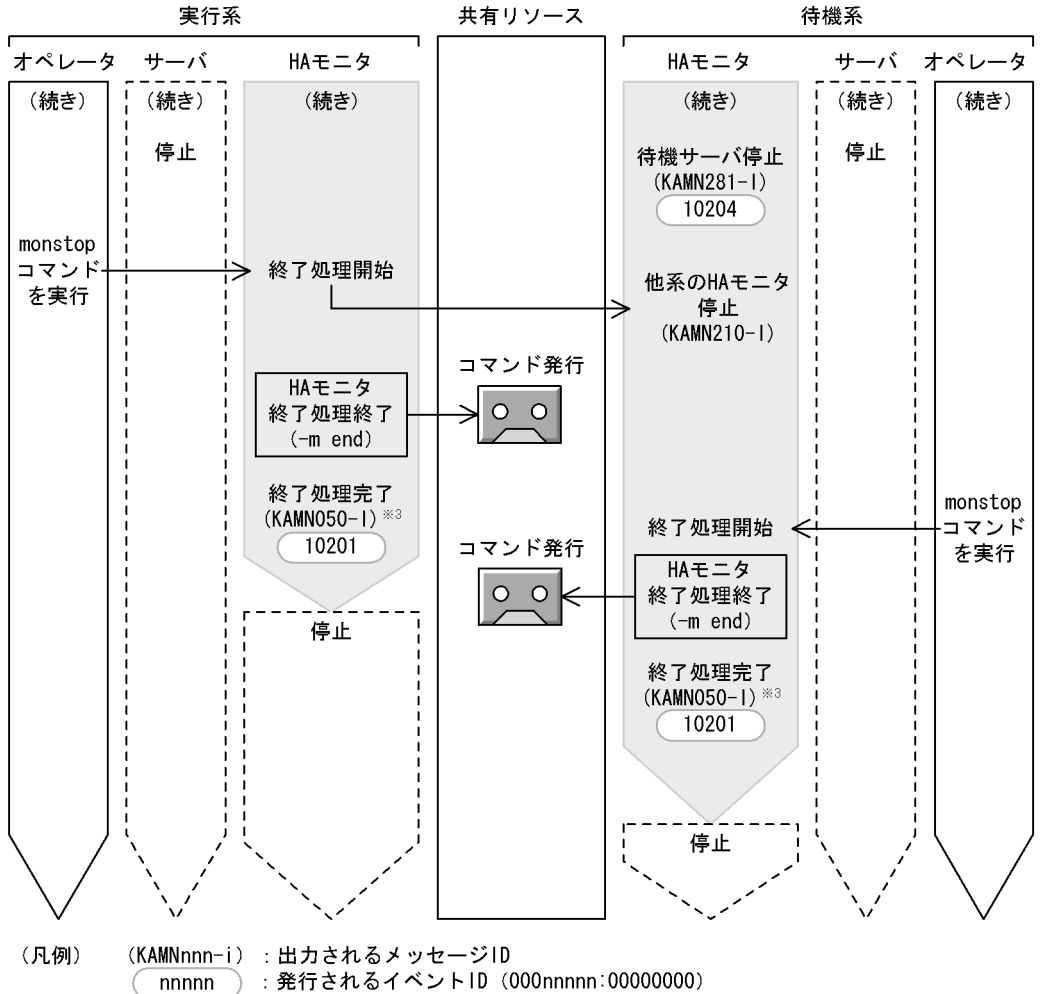 実行系 共有リソース 待機系
オペレータ サーバ HAモニタ HAモニタ サーバ オペレータ
(続き) (続き) (続き) (続き) (続き) (続き)
停止 停止
待機サーバ停止
(KAMN281-I)
10204
monstop
コマンド
を実行
終了処理開始
他系のHAモニタ
停止
(KAMN210-I)
コマンド発行
HAモニタ
終了処理終了
(-m end)
終了処理完了
(KAMN050-I)※3
10201
停止
monstop
コマンド
を実行
終了処理開始
コマンド発行
HAモニタ
終了処理終了
(-m end)
終了処理完了
(KAMN050-I)※3
10201
停止
(凡例) (KAMNnnn-i) :出力されるメッセージID
nnnnn :発行されるイベントID(000nnnnn:00000000)